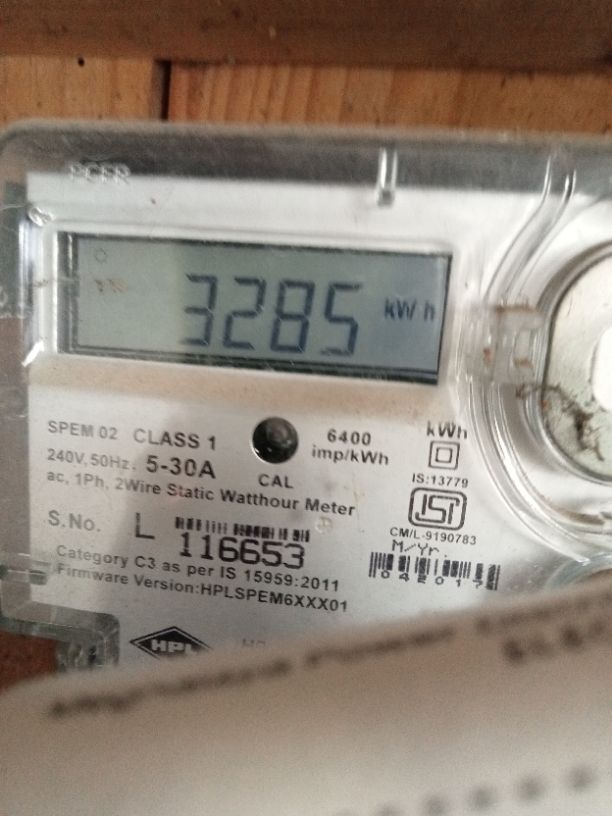 3285 kW h
SPEM 02 CLASS 1
240V, 50Hz. 5-30A
CAL
6400
imp/kWh
kWh
ac, 1Ph, 2Wire Static Watthour Meter
IS:13779
ISI
CM/L-9190783
S.No. L 116653
M/Yr.
Category C3 as per IS 15959:2011
Firmware Version:HPLSPEM6XXX01
HPL